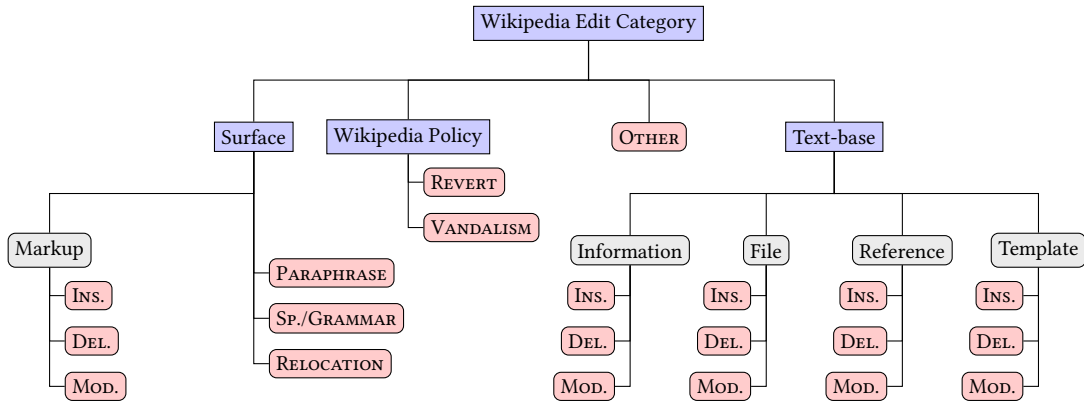 Wikipedia Edit Category
Surface
Wikipedia Policy
OTHER
Text-base
REVERT
VANDALISM
Markup
Information
File
Reference
Template
PARAPHRASE
SP./GRAMMAR
RELOCATION
INS.
DEL.
MOD.
INS.
DEL.
MOD.
INS.
DEL.
MOD.
INS.
DEL.
MOD.
INS.
DEL.
MOD.